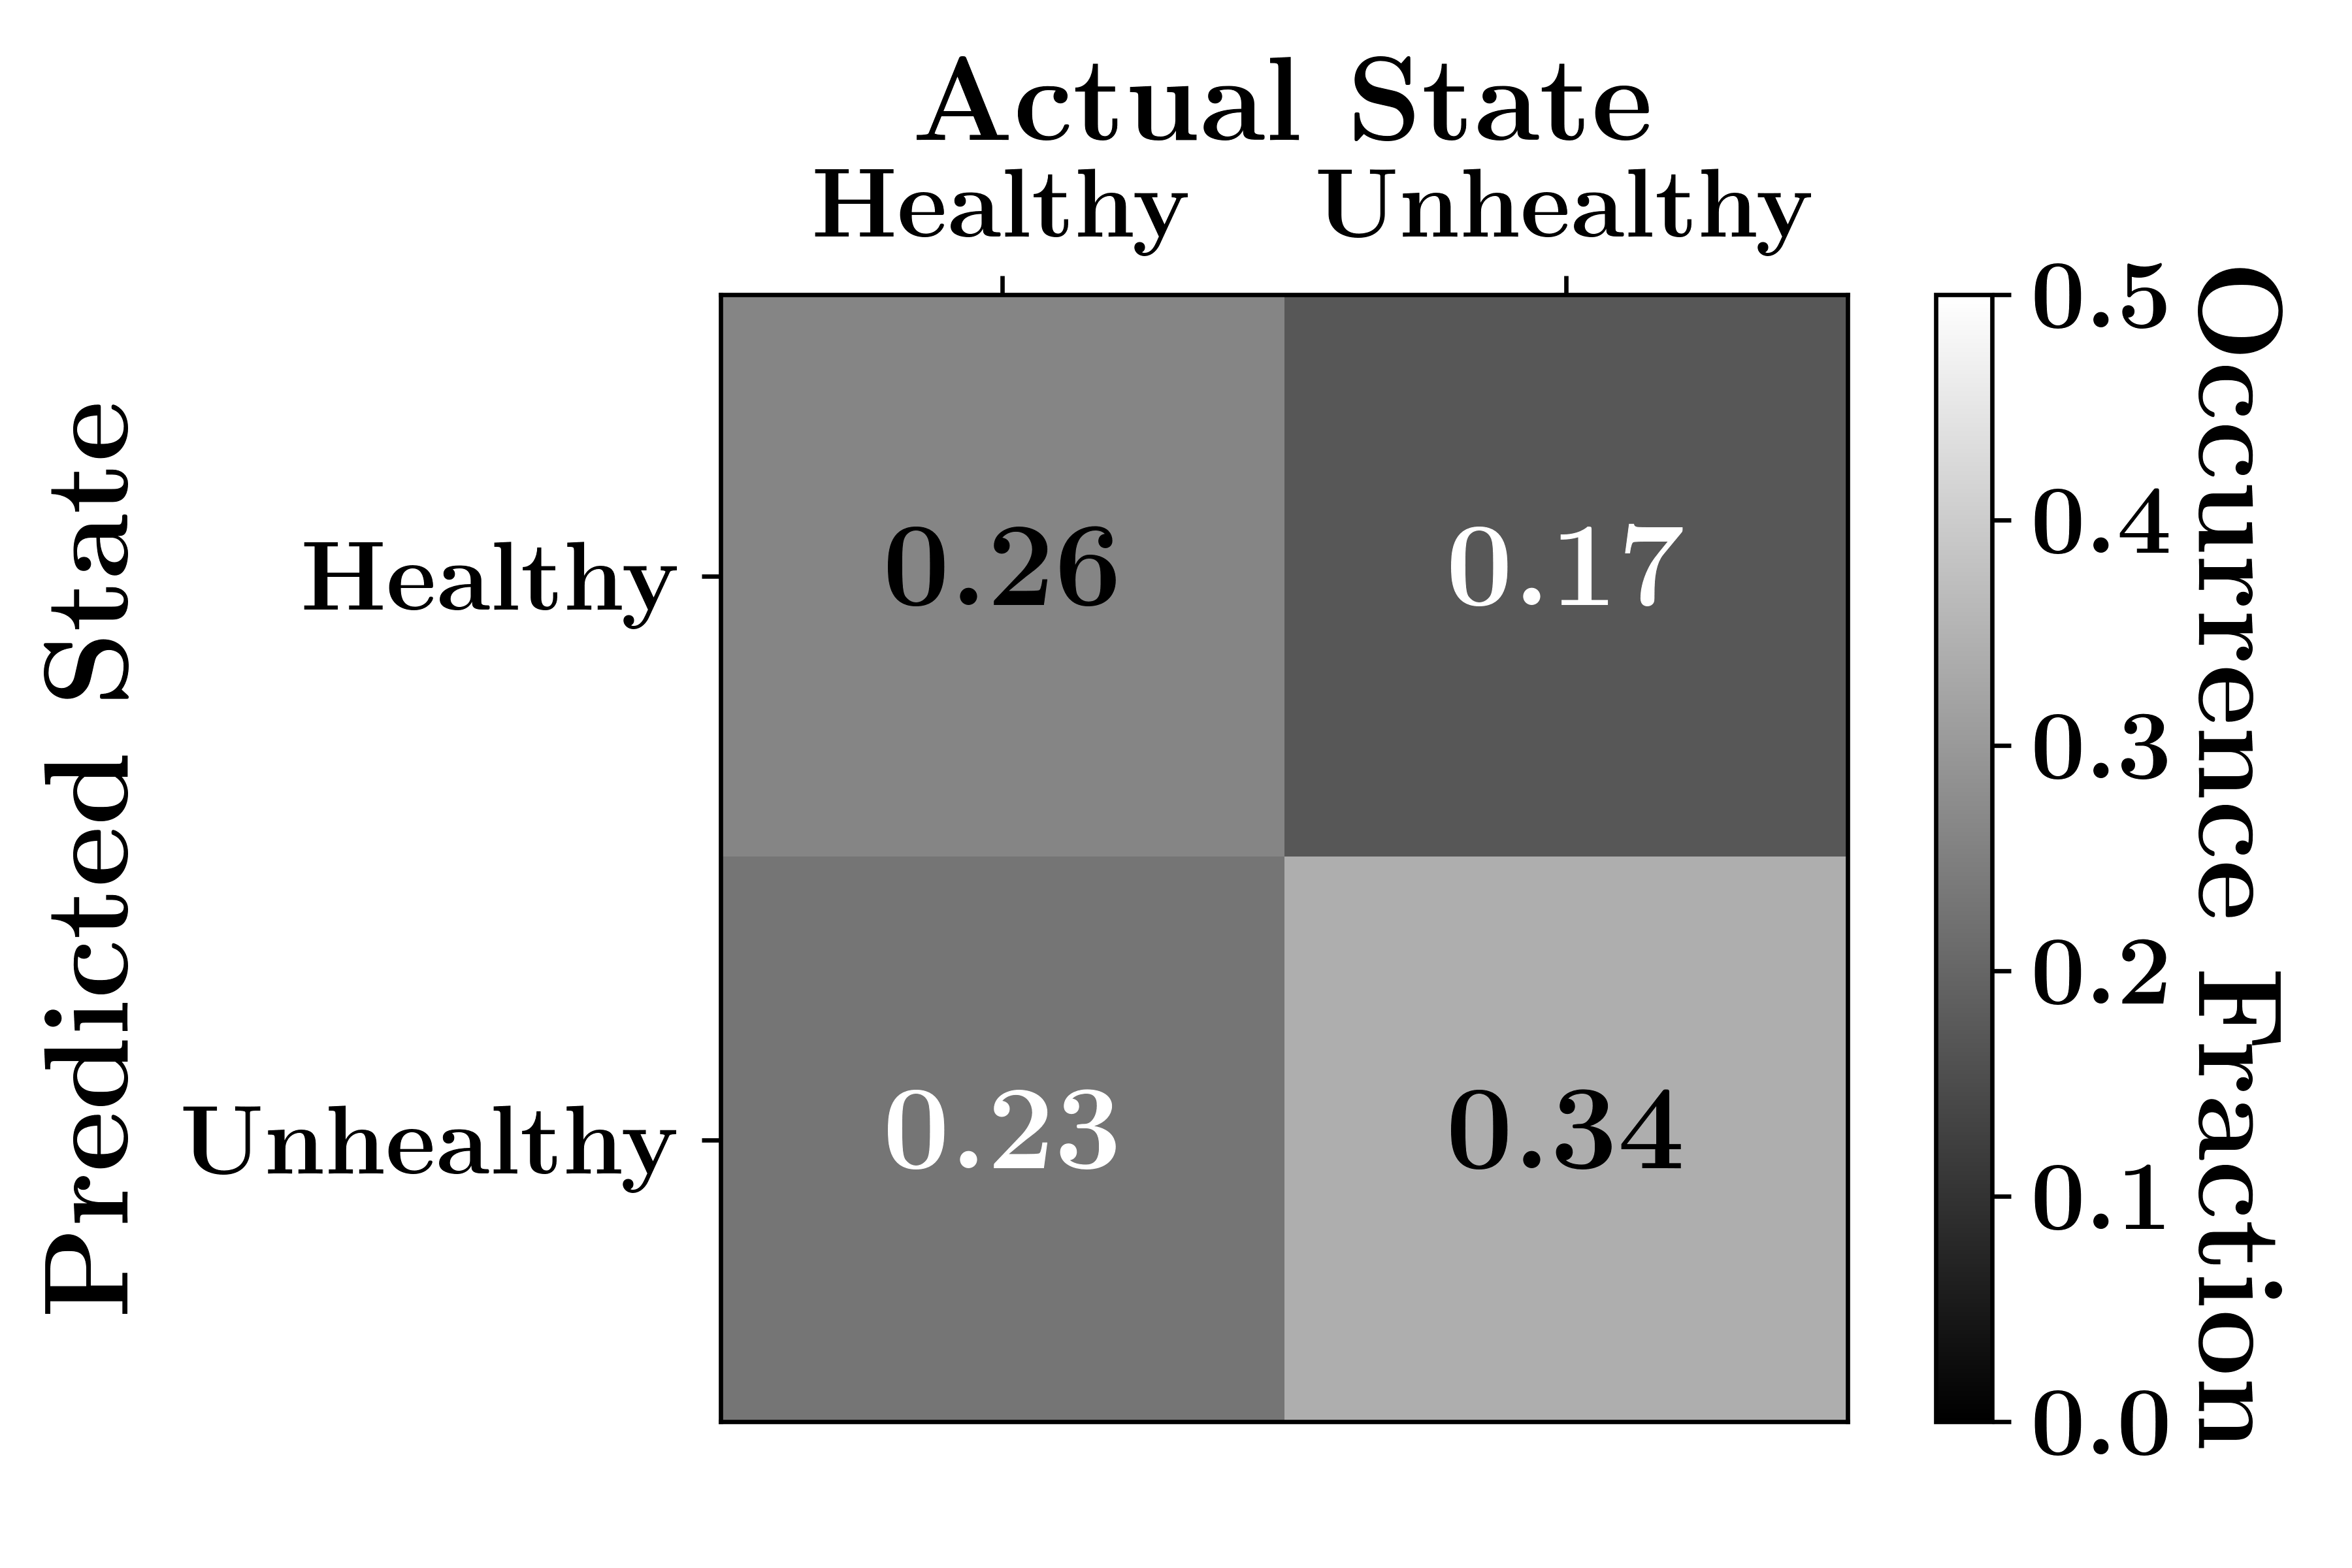 Actual State
Healthy Unhealthy
Predicted State
Healthy 0.26 0.17
Unhealthy 0.23 0.34
0.5
0.4
0.3
0.2
0.1
0.0
Occurrence Fraction